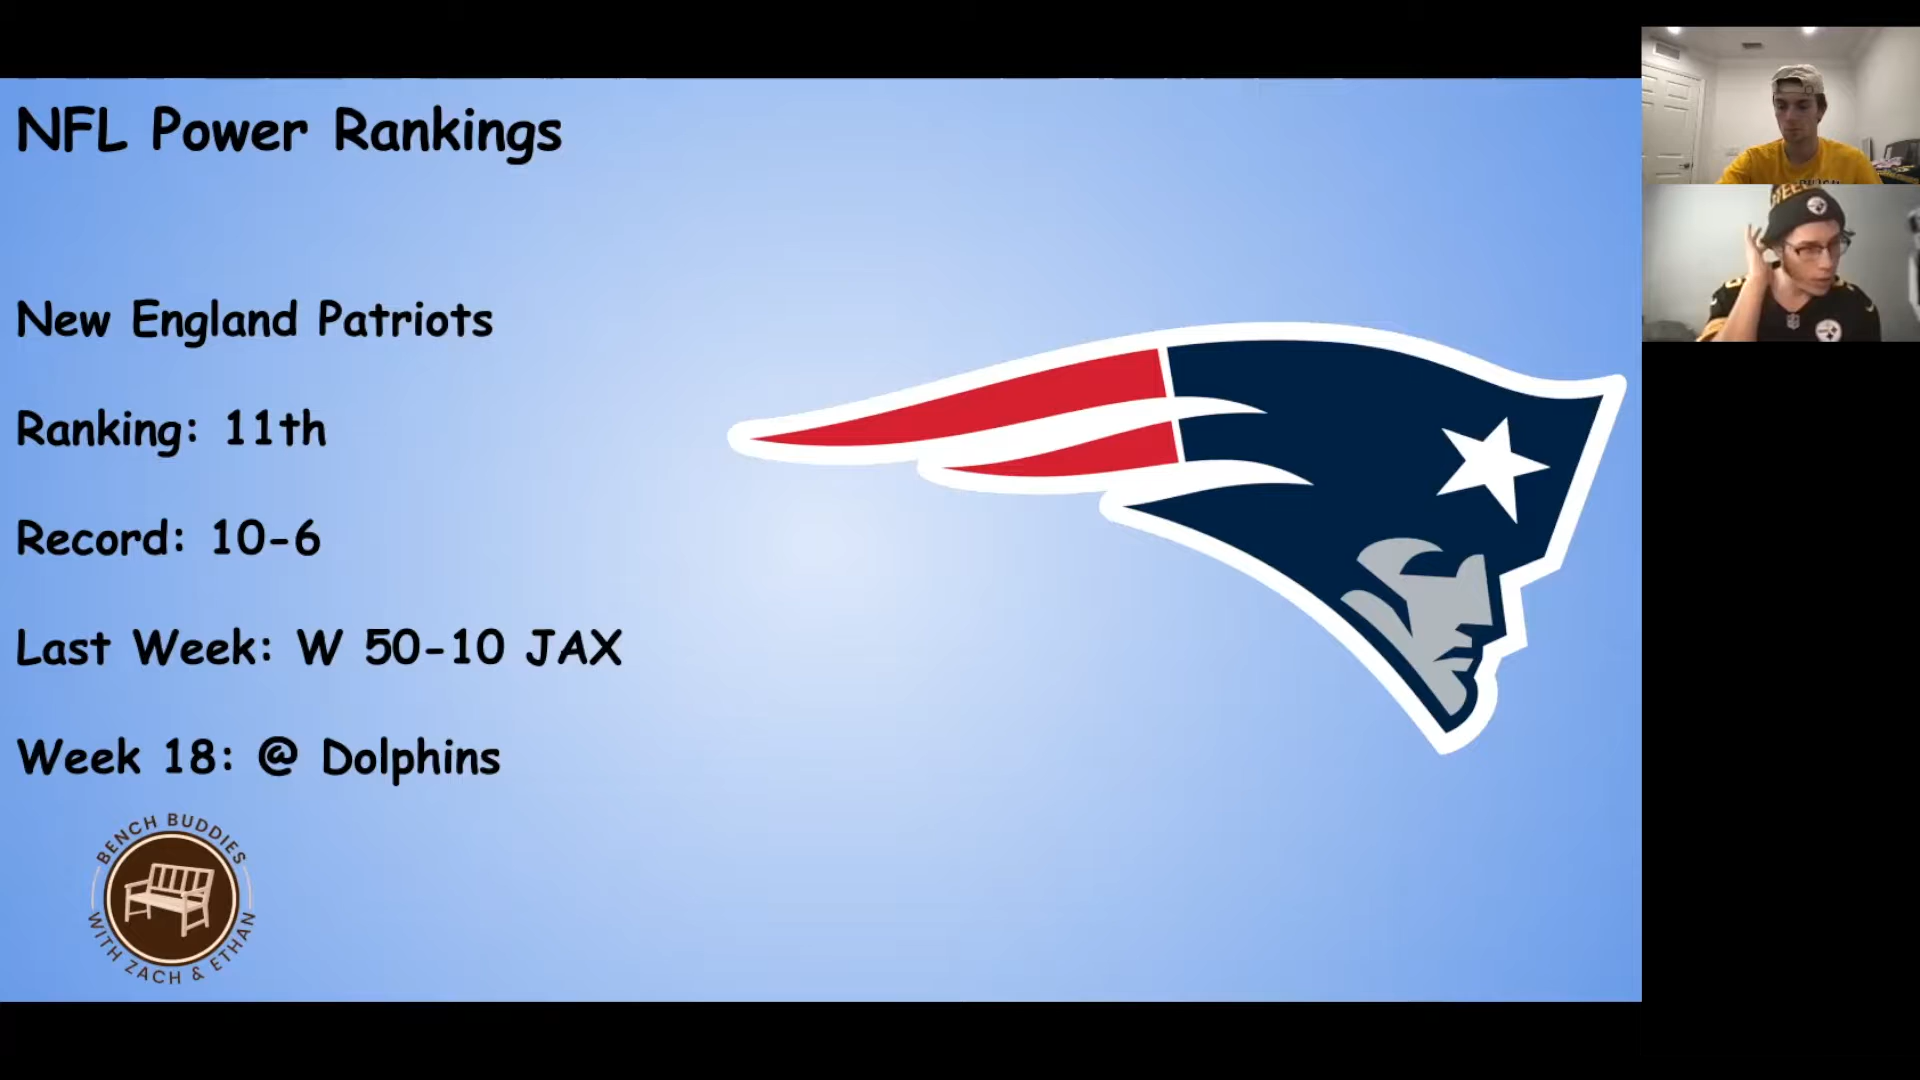 NFL Power Rankings
New England Patriots
Ranking: 11th
Record: 10-6
Last Week: W 50-10 JAX
Week 18: @ Dolphins
BENCH BUDDIES
WITH ZACH & ETHAN